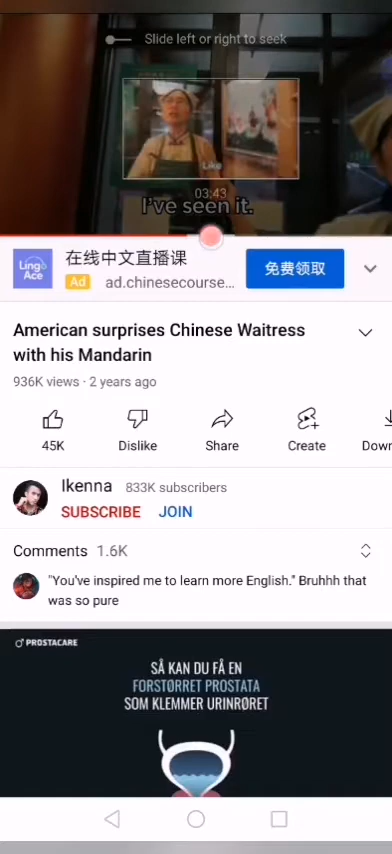 Slide left or right to seek
Like
03:43
I've seen it.
Lingo
Ace
在线中文直播课
Ad ad.chinesecourse...
免费领取
American surprises Chinese Waitress
with his Mandarin
936K views · 2 years ago
45K
Dislike
Share
Create
Down
Ikenna 833K subscribers
SUBSCRIBE JOIN
Comments 1.6K
"You've inspired me to learn more English." Bruhhh that
was so pure
PROSTACARE
SÅ KAN DU FÅ EN
FORSTØRRET PROSTATA
SOM KLEMMER URINRØRET